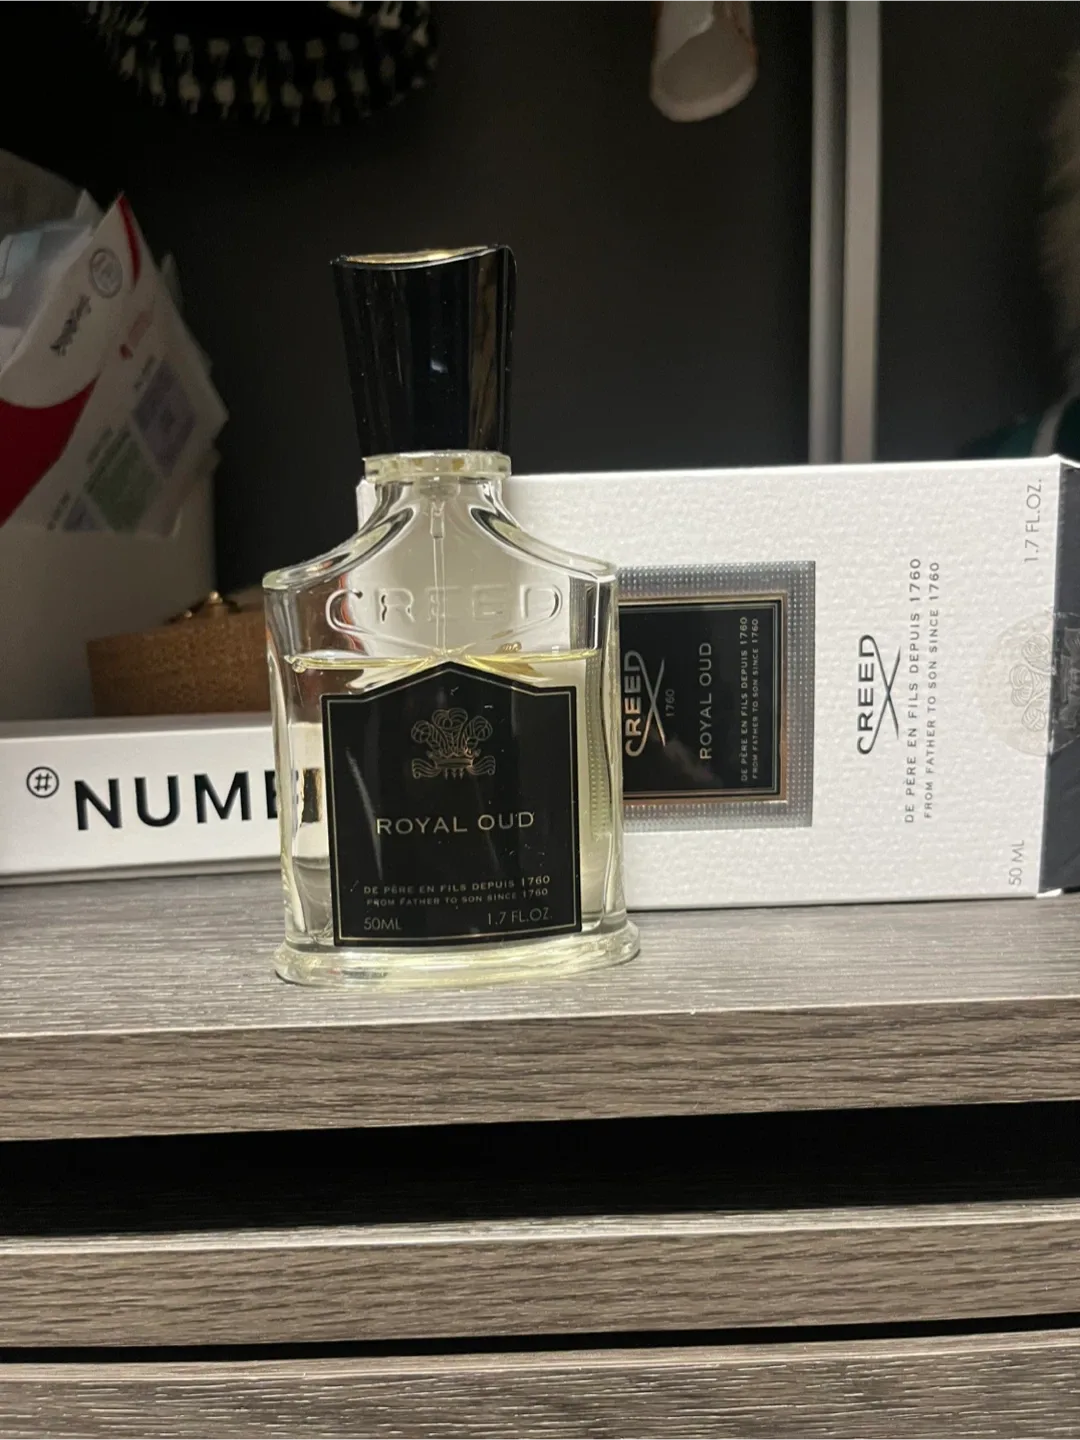 CREED
ROYAL OUD
DE PÈRE EN FILS DEPUIS 1760
FROM FATHER TO SON SINCE 1760
50ML 1.7 FL.OZ.
# NUME
CREED
1760
ROYAL OUD
DE PÈRE EN FILS DEPUIS 1760
FROM FATHER TO SON SINCE 1760
CREED
DE PÈRE EN FILS DEPUIS 1760
FROM FATHER TO SON SINCE 1760
50 ML 1.7 FL.OZ.